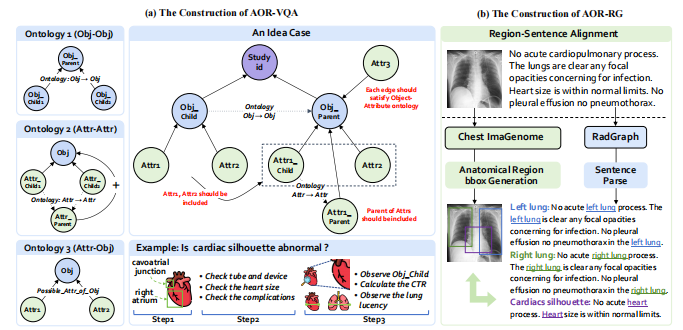 (a) The Construction of AOR-VQA
(b) The Construction of AOR-RG
Ontology 1 (Obj-Obj)
Obj_
Parent
Ontology: Obj → Obj
Obj_
Child1
Obj_
Child1
Ontology 2 (Attr-Attr)
Obj
Attr_
Child1
Attr_
Child2
Ontology: Attr → Attr
+
Attr_
Parent
Ontology 3 (Attr-Obj)
Obj
Possible_Attr_of_Obj
Attr1
Attr2
An Idea Case
Study
id
Attr3
Each edge should
satisfy Object-
Attribute ontology
Obj_
Child
Ontology
Obj → Obj
Obj_
Parent
Attr1
Attr2
Attr1_
Child
Attr2
Attr1, Attr2 should be
included
Ontology
Attr → Attr
Attr1_
Parent
Parent of Attr1
should be included
Example: Is cardiac silhouette abnormal ?
cavoatrial
junction
right
atrium
• Check tube and device
• Check the heart size
• Check the complications
• Observe Obj_Child
• Calculate the CTR
• Observe the lung
lucency
Step1
Step2
Step3
Region-Sentence Alignment
No acute cardiopulmonary process.
The lungs are clear any focal
opacities concerning for infection.
Heart size is within normal limits. No
pleural effusion no pneumothorax.
Chest ImaGenome
RadGraph
Anatomical Region
bbox Generation
Sentence
Parse
Left lung: No acute lung process. The
left lung is clear any focal opacities
concerning for infection. No pleural
effusion no pneumothorax in the left lung.
Right lung: No acute right lung process.
The right lung is clear any focal
opacities concerning for infection. No
pleural effusion no pneumothorax in
the right lung.
Cardiacs silhouette: No acute heart
process. Heart size is within normal limits.